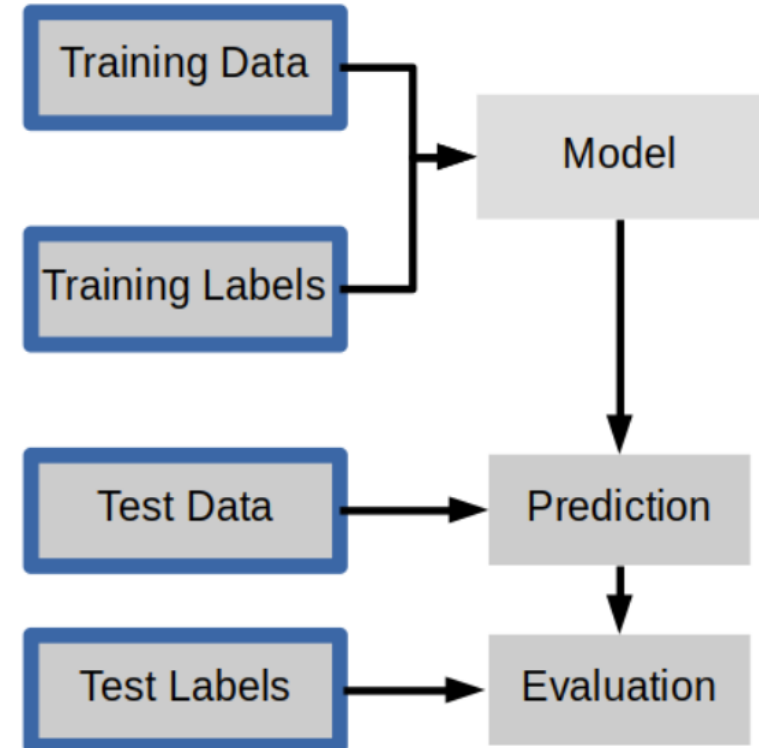 Training Data
Model
Training Labels
Test Data
Prediction
Test Labels
Evaluation